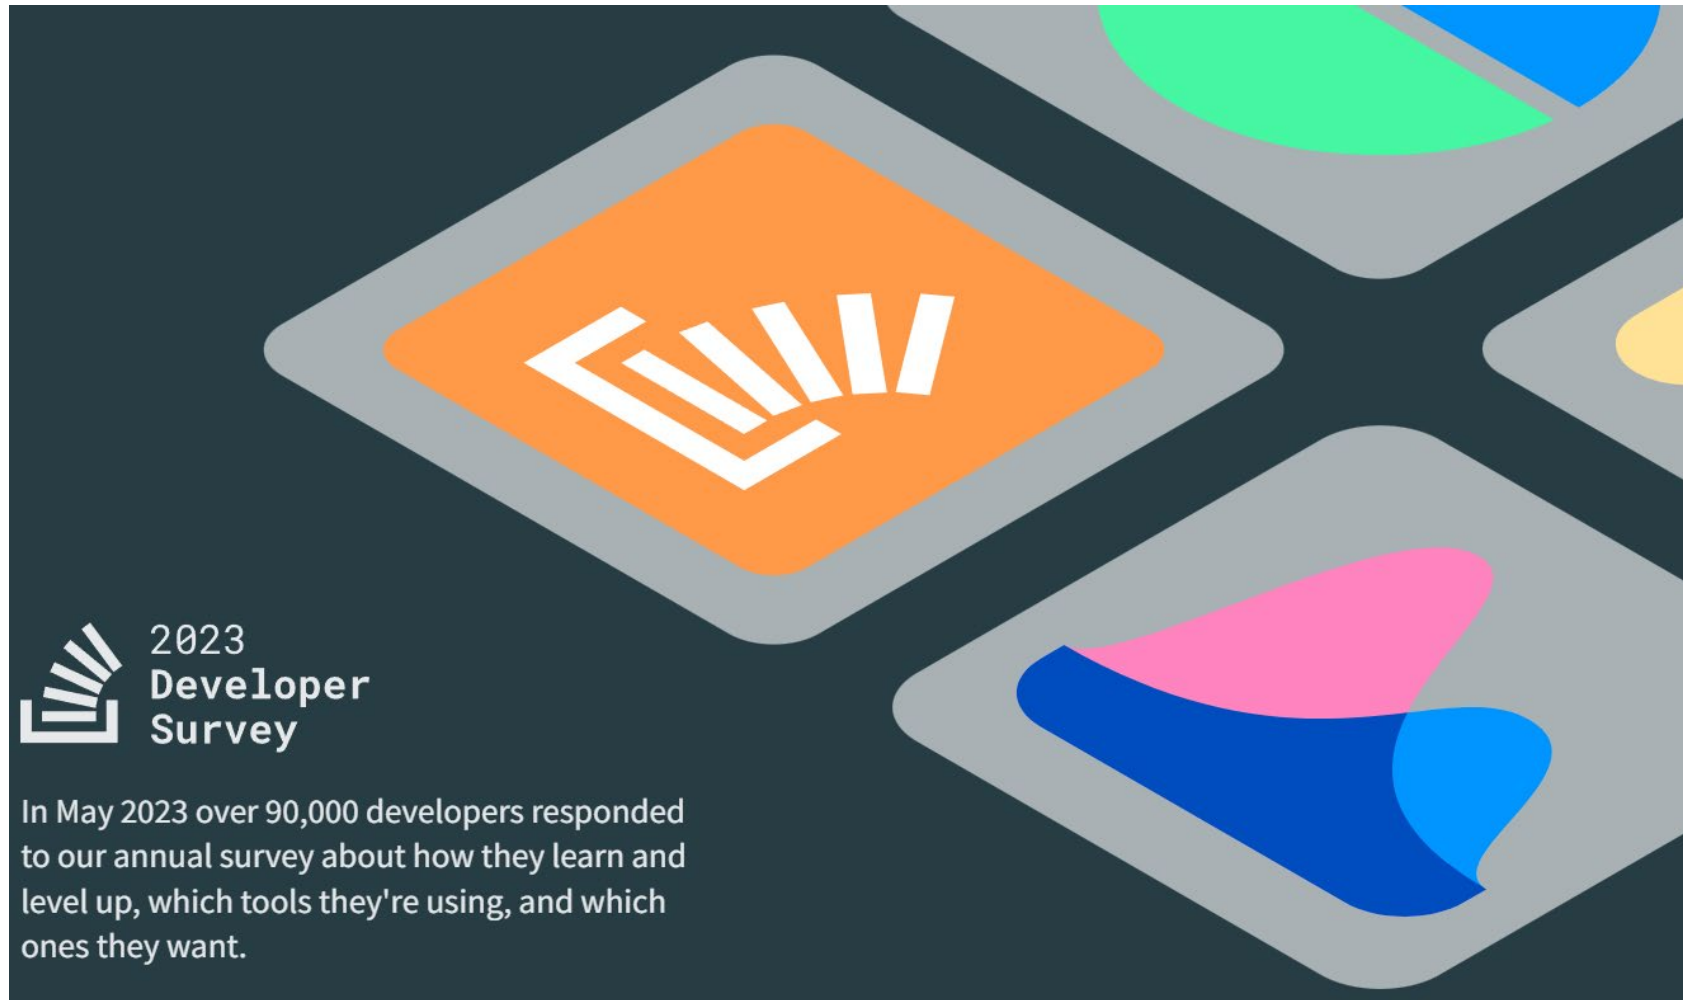 2023
Developer
Survey
In May 2023 over 90,000 developers responded
to our annual survey about how they learn and
level up, which tools they're using, and which
ones they want.